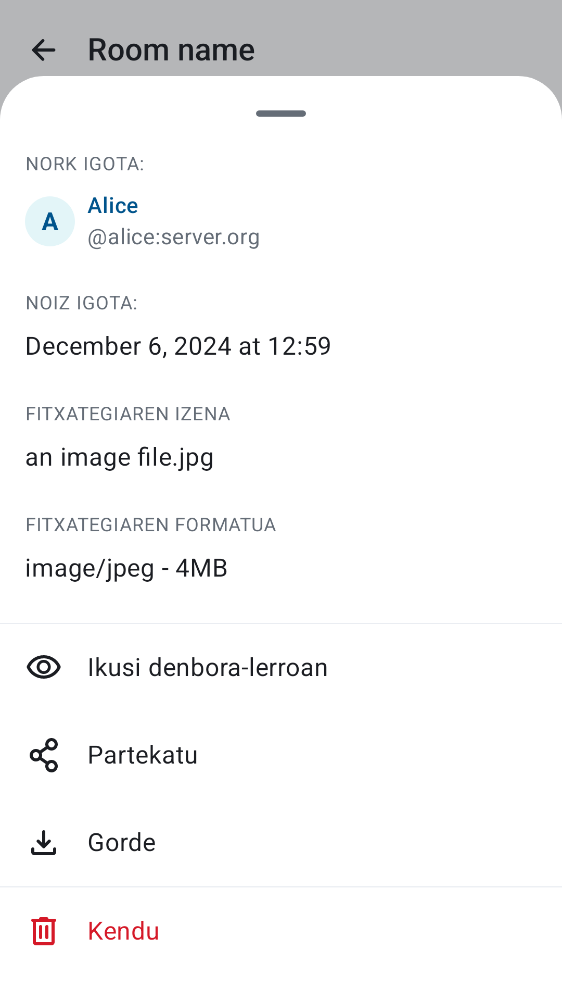 Room name
NORK IGOTA:
A
Alice
@alice:server.org
NOIZ IGOTA:
December 6, 2024 at 12:59
FITXATEGIAREN IZENA
an image file.jpg
FITXATEGIAREN FORMATUA
image/jpeg - 4MB
Ikusi denbora-lerroan
Partekatu
Gorde
Kendu